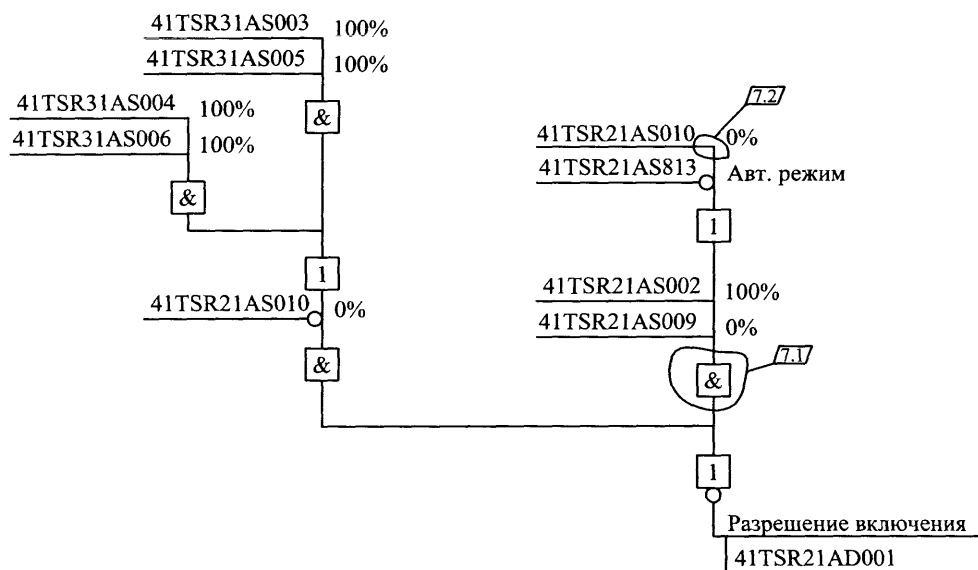 41TSR31AS003 100%
41TSR31AS005 100%
&
41TSR31AS004 100%
41TSR31AS006 100%
&
1
41TSR21AS010 0%
&
7.2
41TSR21AS010 0%
41TSR21AS813 Авт. режим
1
41TSR21AS002 100%
41TSR21AS009 0%
7.1
&
1
Разрешение включения
41TSR21AD001